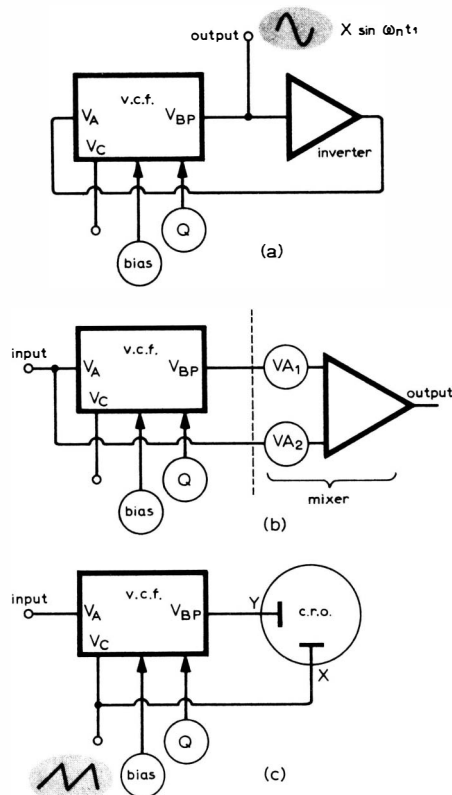 output
X sin ωnt1
v.c.f.
VA
VBP
VC
inverter
bias
Q
(a)
input
v.c.f.
VA
VBP
VC
VA1
VA2
output
mixer
bias
Q
(b)
input
v.c.f.
VA
VBP
VC
Y
c.r.o.
X
bias
Q
(c)